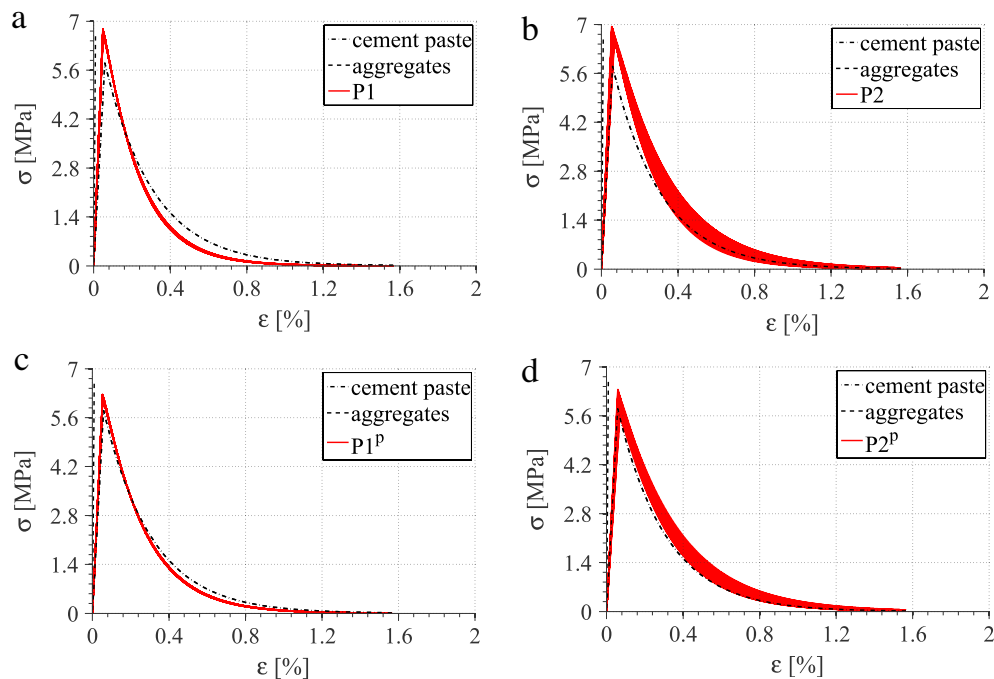 a
σ [MPa]
7
5.6
4.2
2.8
1.4
0
0 0.4 0.8 1.2 1.6 2
ε [%]
cement paste
aggregates
P1
b
σ [MPa]
7
5.6
4.2
2.8
1.4
0
0 0.4 0.8 1.2 1.6 2
ε [%]
cement paste
aggregates
P2
c
σ [MPa]
7
5.6
4.2
2.8
1.4
0
0 0.4 0.8 1.2 1.6 2
ε [%]
cement paste
aggregates
P1ᵖ
d
σ [MPa]
7
5.6
4.2
2.8
1.4
0
0 0.4 0.8 1.2 1.6 2
ε [%]
cement paste
aggregates
P2ᵖ